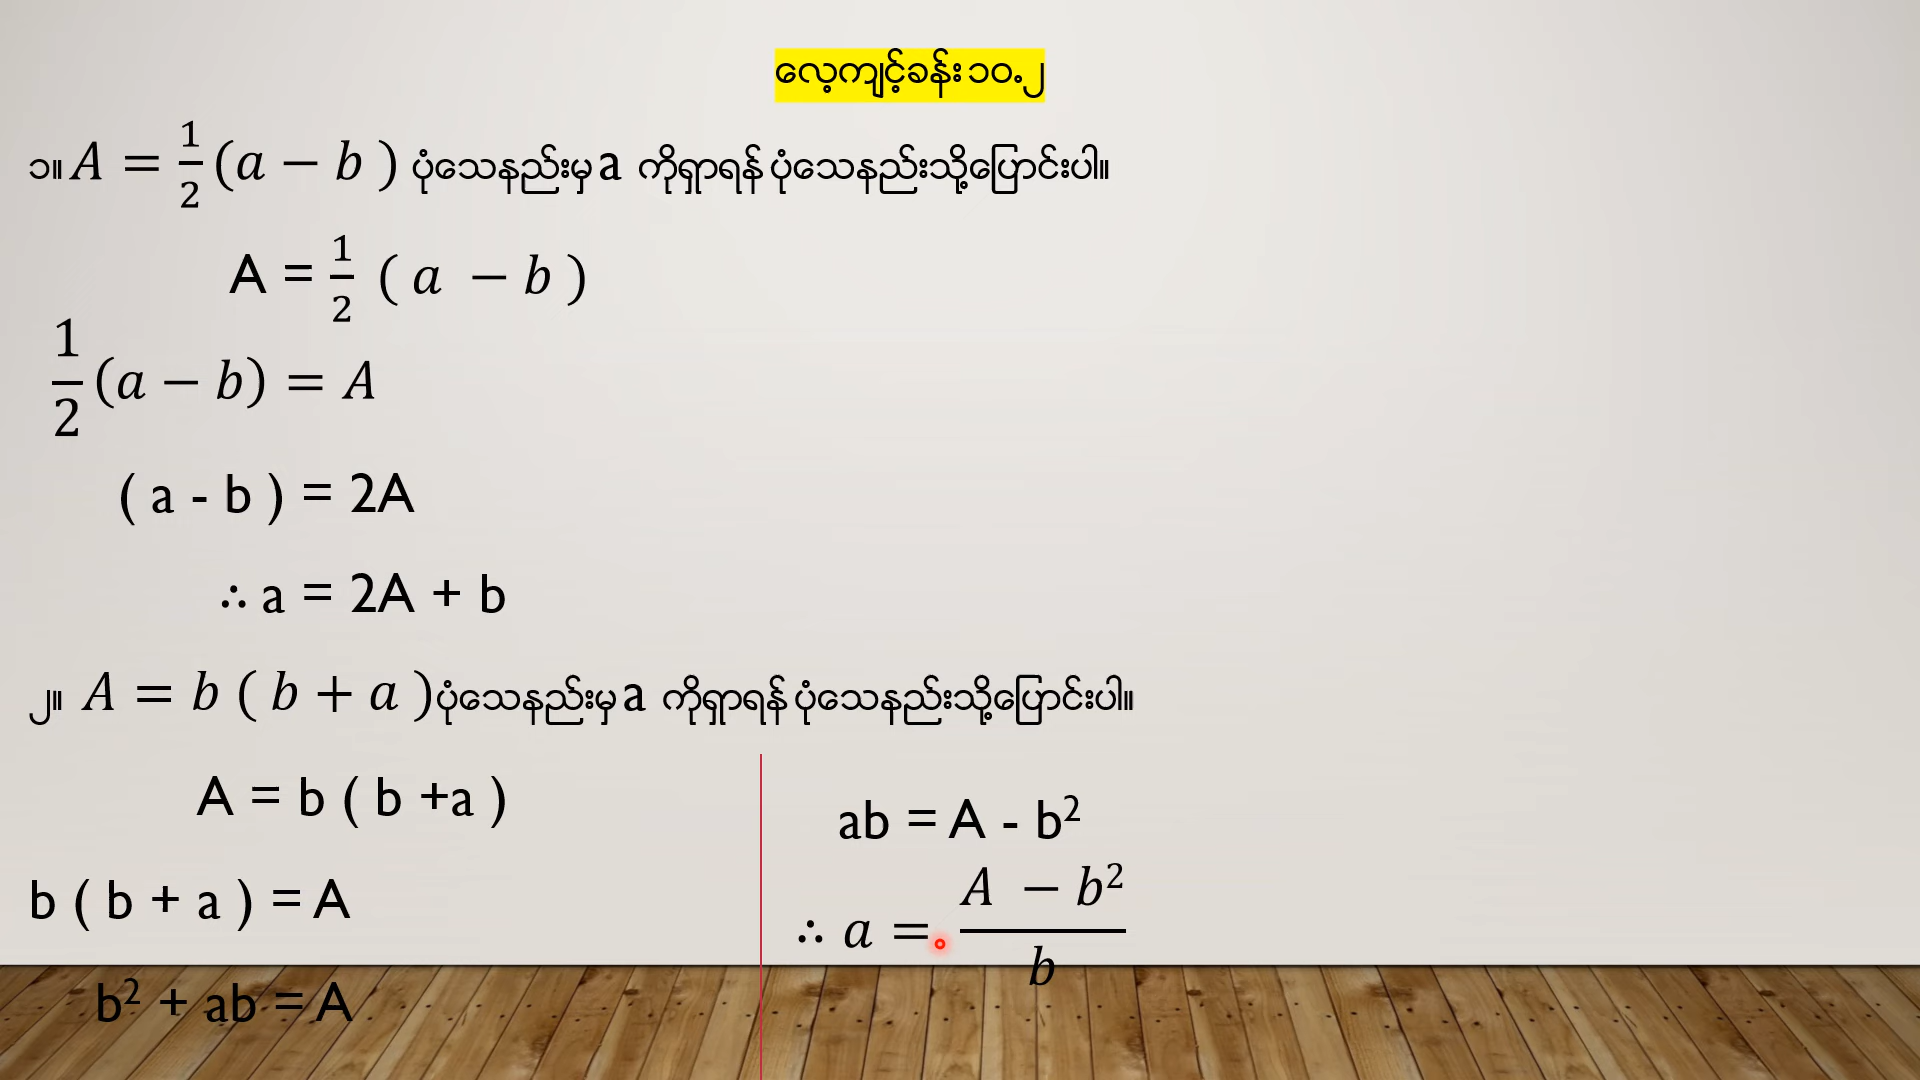 လေ့ကျင့်ခန်း ၁၀.၂
၁။ A = 1/2 (a − b ) ပုံသေနည်းမှ a ကိုရှာရန် ပုံသေနည်းသို့ပြောင်းပါ။
A = 1/2 ( a − b )
1/2 (a − b) = A
( a - b ) = 2A
∴ a = 2A + b
၂။ A = b ( b + a ) ပုံသေနည်းမှ a ကိုရှာရန် ပုံသေနည်းသို့ပြောင်းပါ။
A = b ( b +a )
b ( b + a ) = A
b² + ab = A
ab = A - b²
∴ a = (A − b²)/b